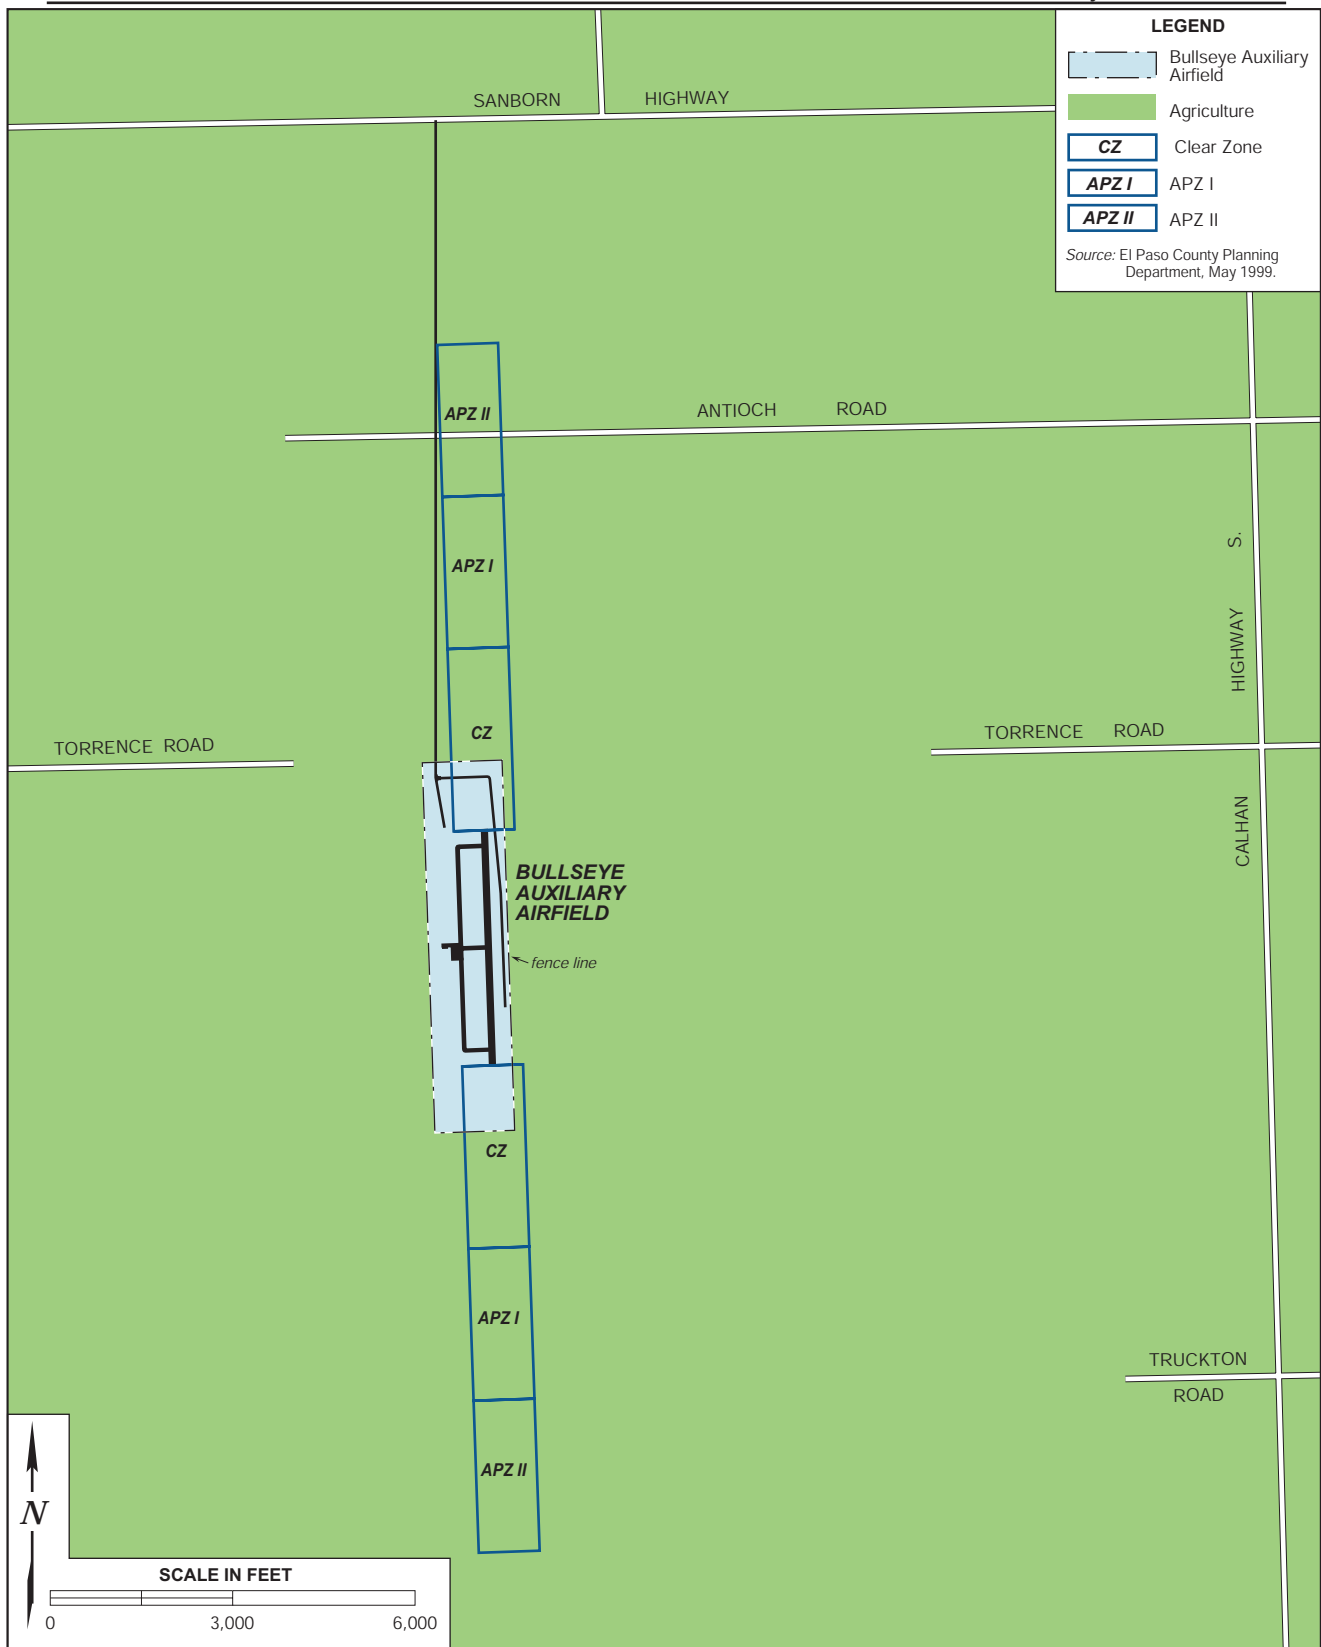 LEGEND
Bullseye Auxiliary
Airfield
Agriculture
CZ Clear Zone
APZ I APZ I
APZ II APZ II
Source: El Paso County Planning
Department, May 1999.
SANBORN HIGHWAY
APZ II
ANTIOCH ROAD
APZ I
S.
HIGHWAY
CALHAN
CZ
TORRENCE ROAD
TORRENCE ROAD
BULLSEYE
AUXILIARY
AIRFIELD
fence line
CZ
APZ I
TRUCKTON
ROAD
APZ II
N
SCALE IN FEET
0 3,000 6,000